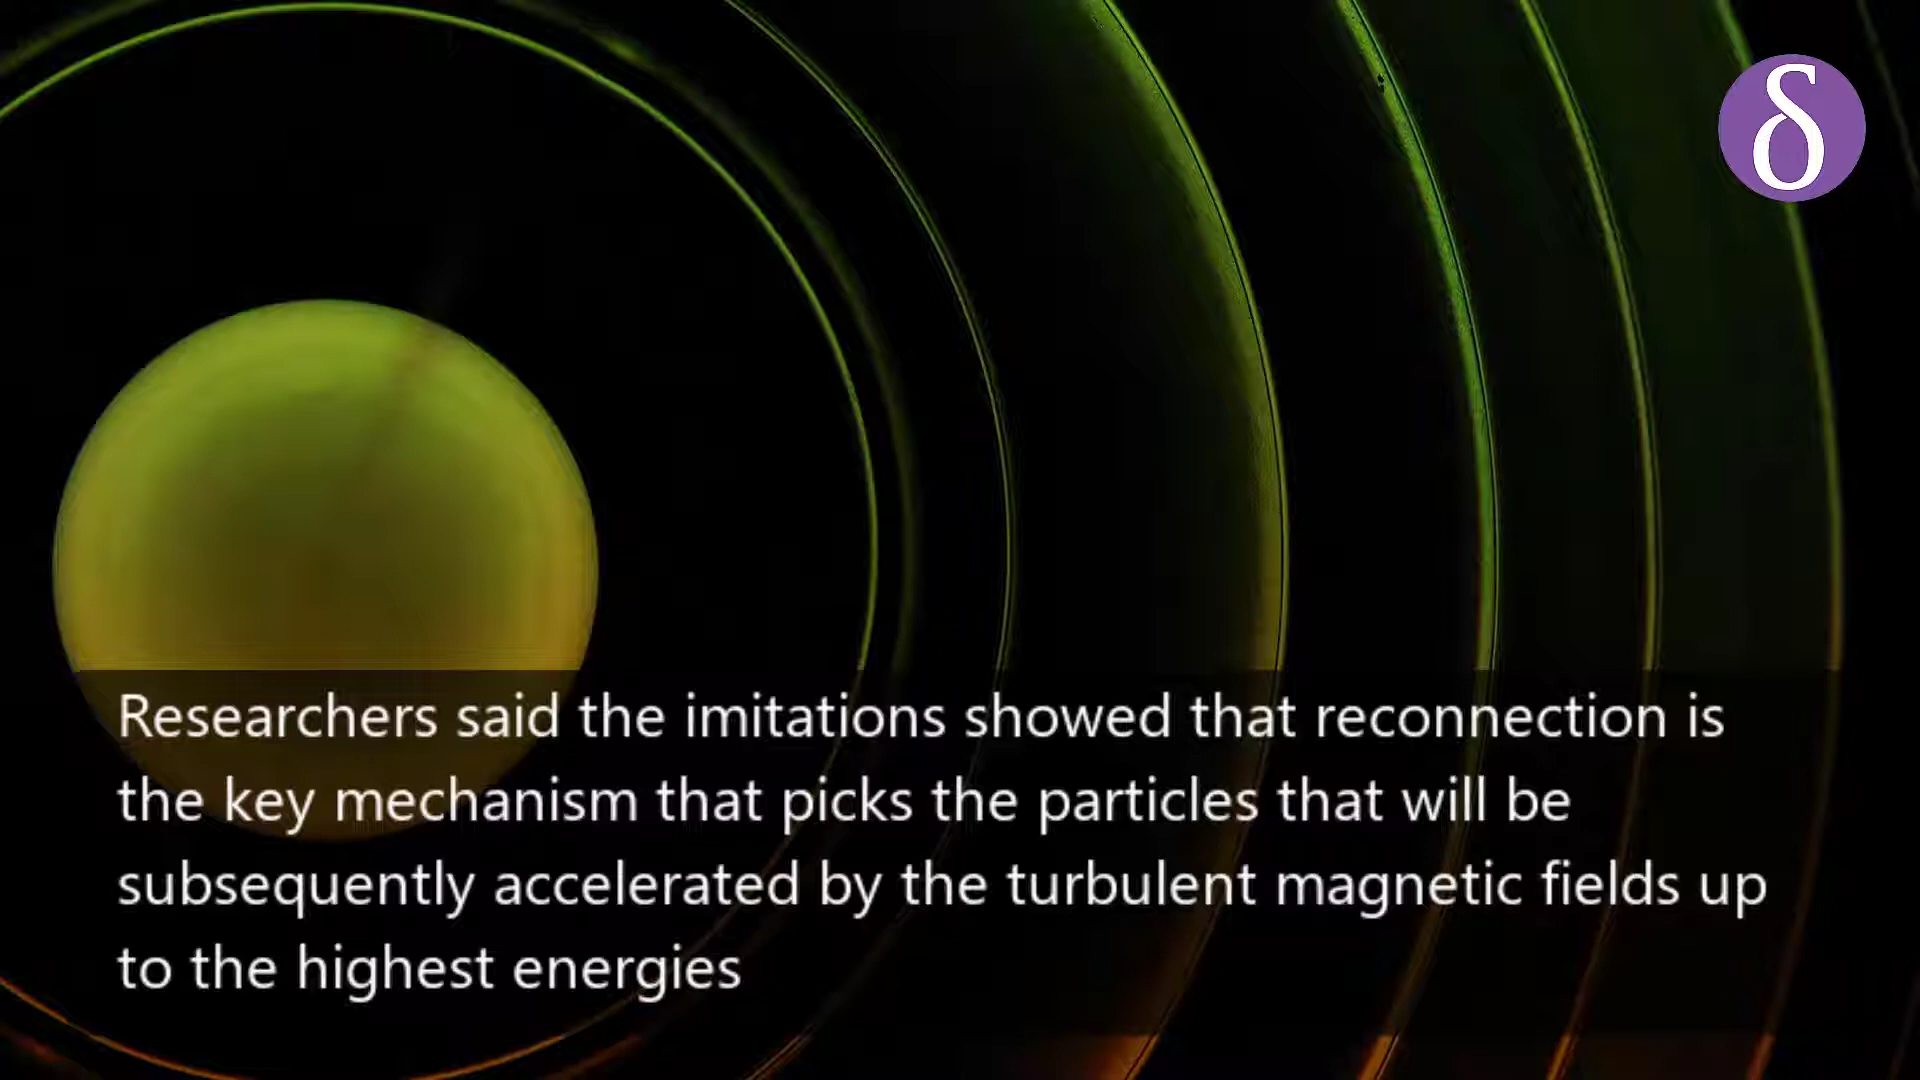 δ
Researchers said the imitations showed that reconnection is
the key mechanism that picks the particles that will be
subsequently accelerated by the turbulent magnetic fields up
to the highest energies